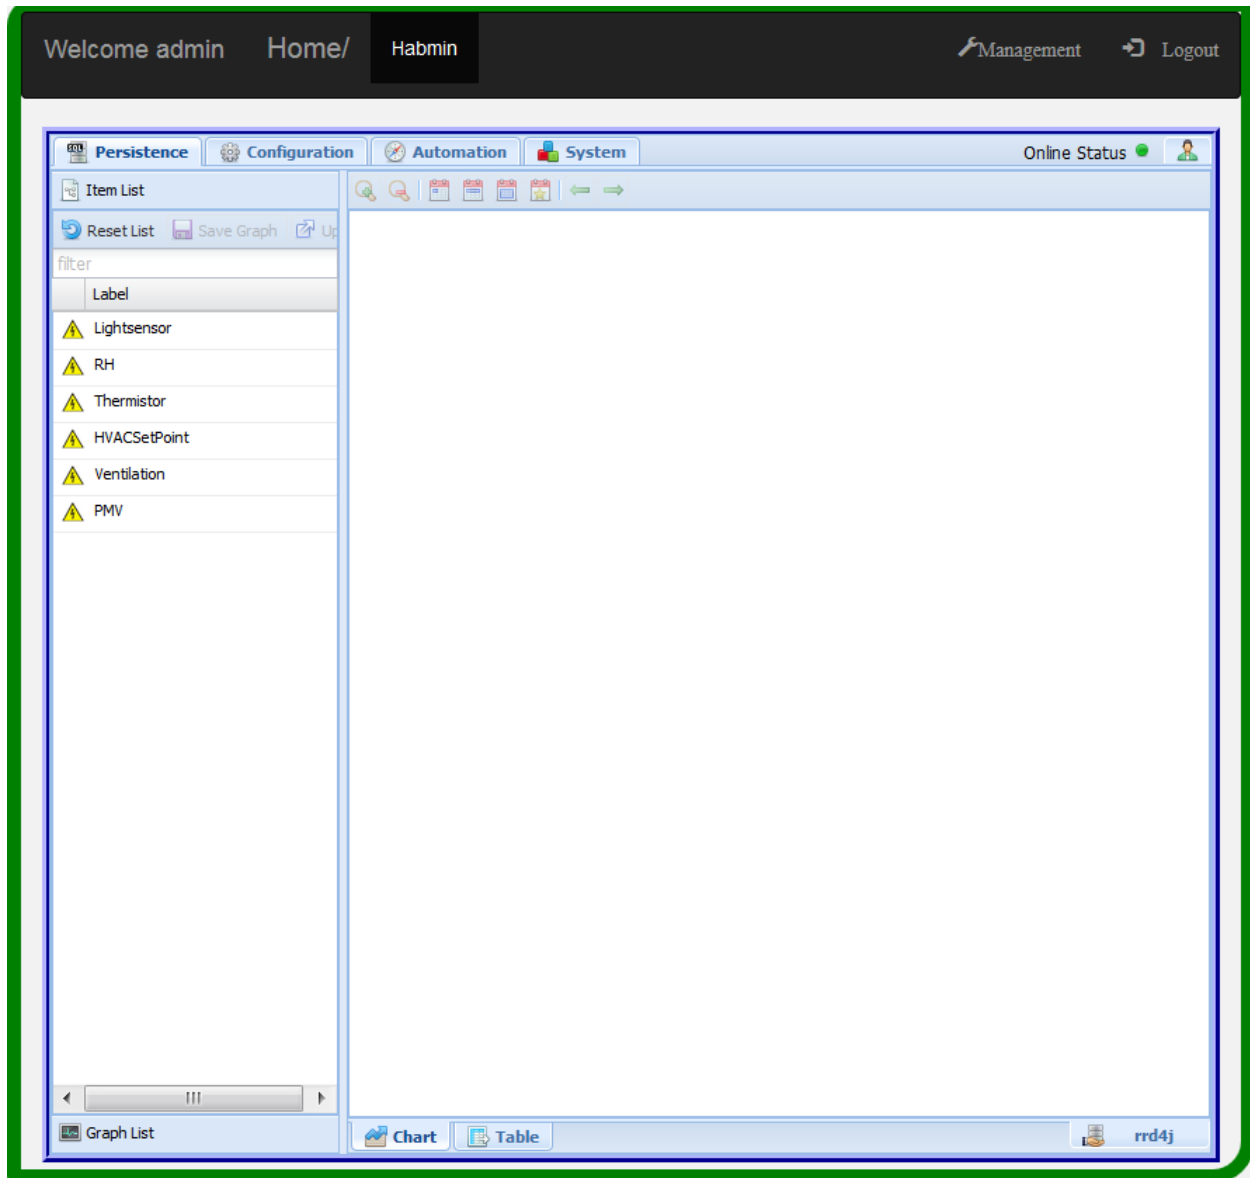 Welcome admin Home/ Habmin Management Logout
Persistence Configuration Automation System Online Status
Item List
Reset List Save Graph Up
filter
Label
Lightsensor
RH
Thermistor
HVACSetPoint
Ventilation
PMV
Graph List Chart Table rrd4j